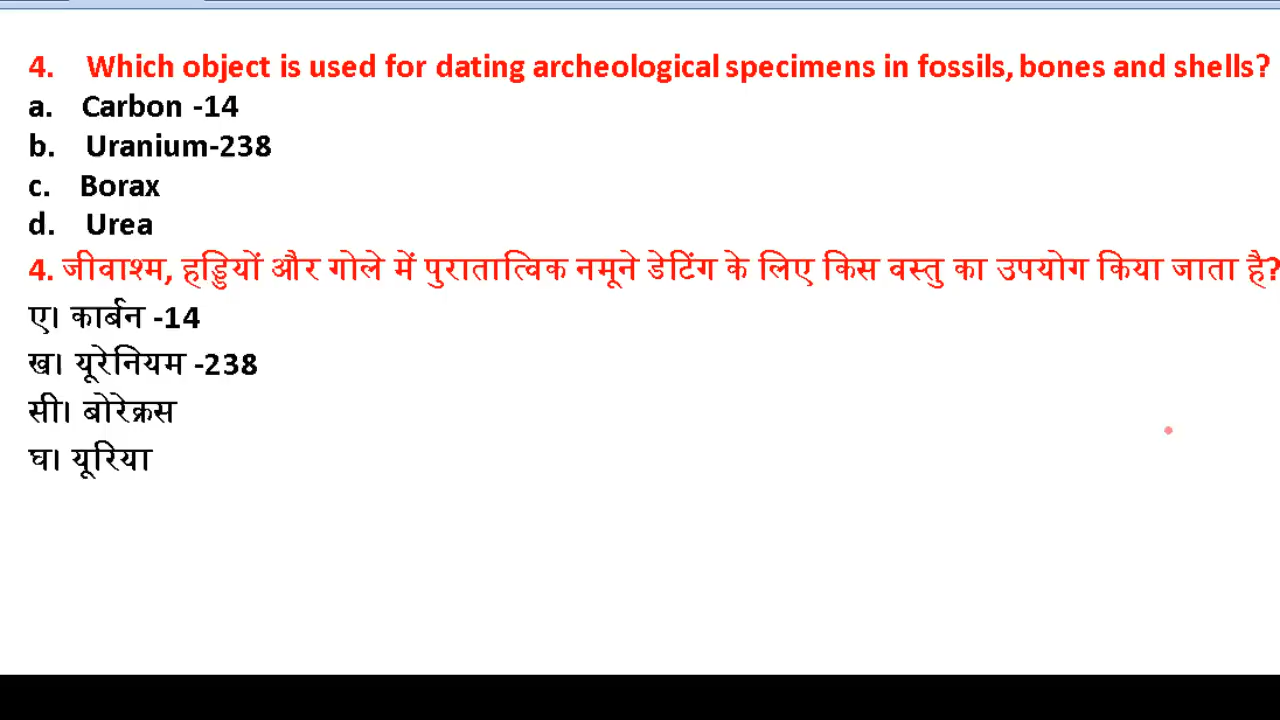 4. Which object is used for dating archeological specimens in fossils, bones and shells?
a. Carbon -14
b. Uranium-238
c. Borax
d. Urea
4. जीवाश्म, हड्डियों और गोले में पुरातात्विक नमूने डेटिंग के लिए किस वस्तु का उपयोग किया जाता है?
ए। कार्बन -14
ख। यूरेनियम -238
सी। बोरेक्रस
घ। यूरिया